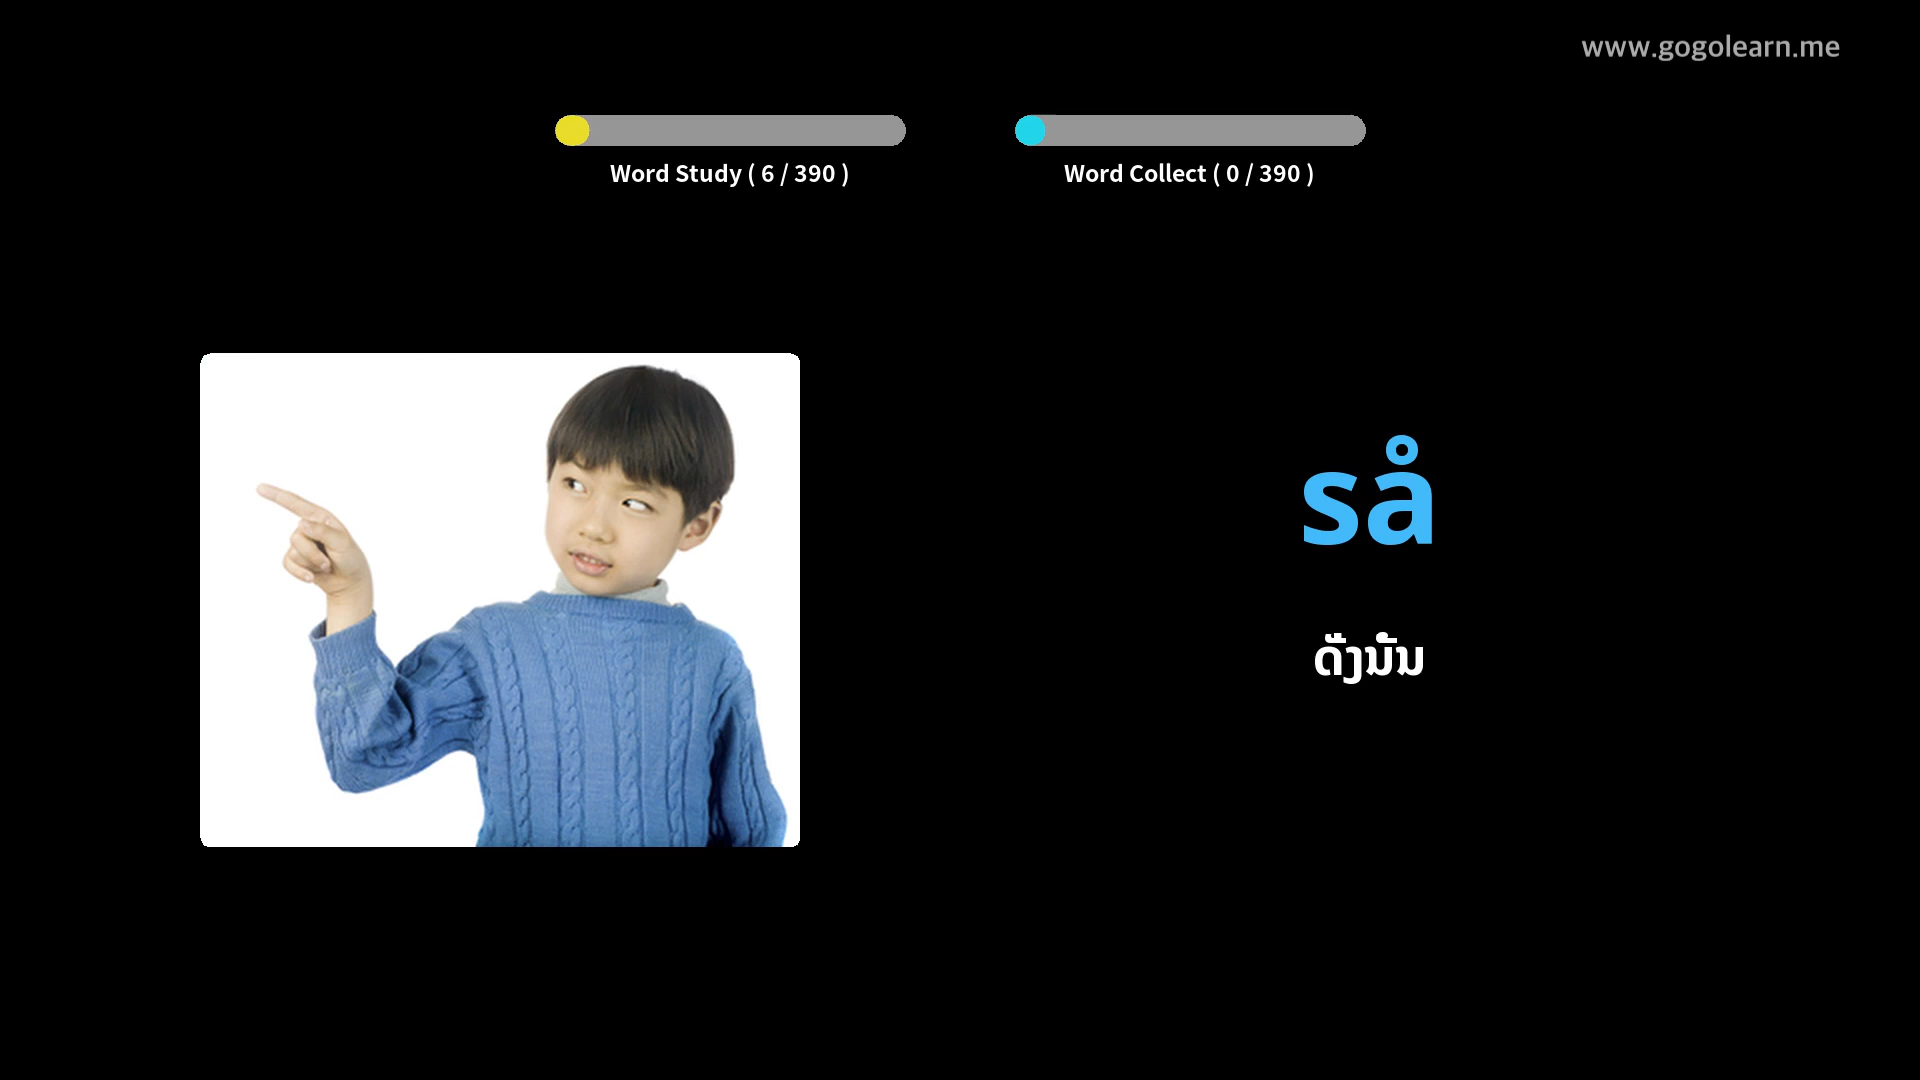 www.gogolearn.me
Word Study ( 6 / 390 )
Word Collect ( 0 / 390 )
så
ດັ່ງນັ້ນ